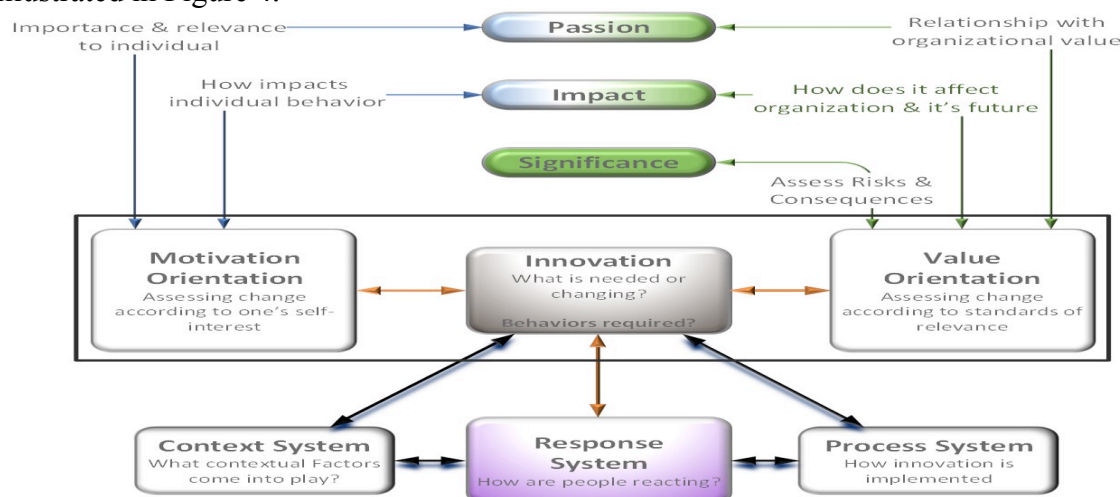 illustrated in Figure 4.
Importance & relevance
to individual
Passion
Relationship with
organizational value
How impacts
individual behavior
Impact
How does it affect
organization & it's future
Significance
Assess Risks &
Consequences
Motivation
Orientation
Assessing change
according to one's self-
interest
Innovation
What is needed or
changing?
Behaviors required?
Value
Orientation
Assessing change
according to standards of
relevance
Context System
What contextual Factors
come into play?
Response
System
How are people reacting?
Process System
How innovation is
implemented